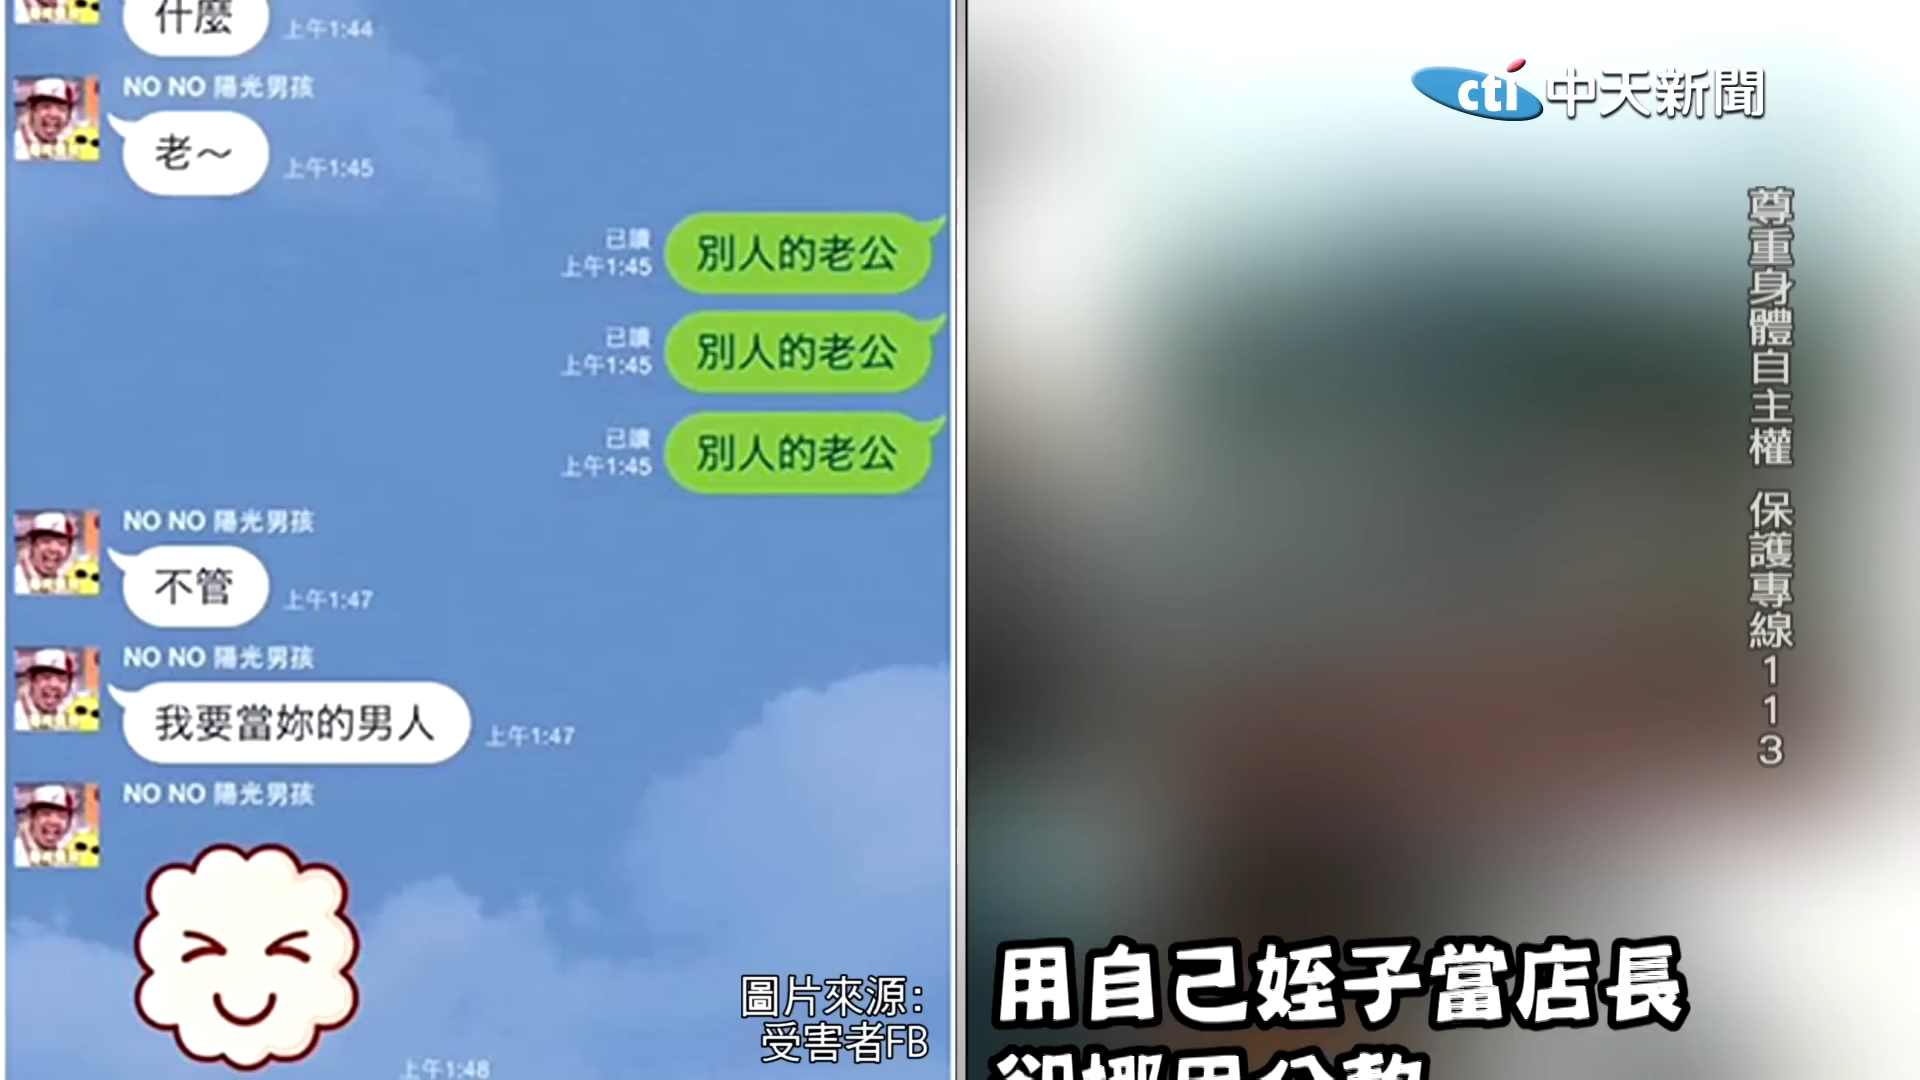 什麼
上午1:44
NO NO 陽光男孩
老～
上午1:45
已讀
上午1:45
別人的老公
已讀
上午1:45
別人的老公
已讀
上午1:45
別人的老公
NO NO 陽光男孩
不管
上午1:47
NO NO 陽光男孩
我要當妳的男人
上午1:47
NO NO 陽光男孩
上午1:48
圖片來源：
受害者FB
cti 中天新聞
尊重身體自主權 保護專線113
用自己姪子當店長
卻挪用公款